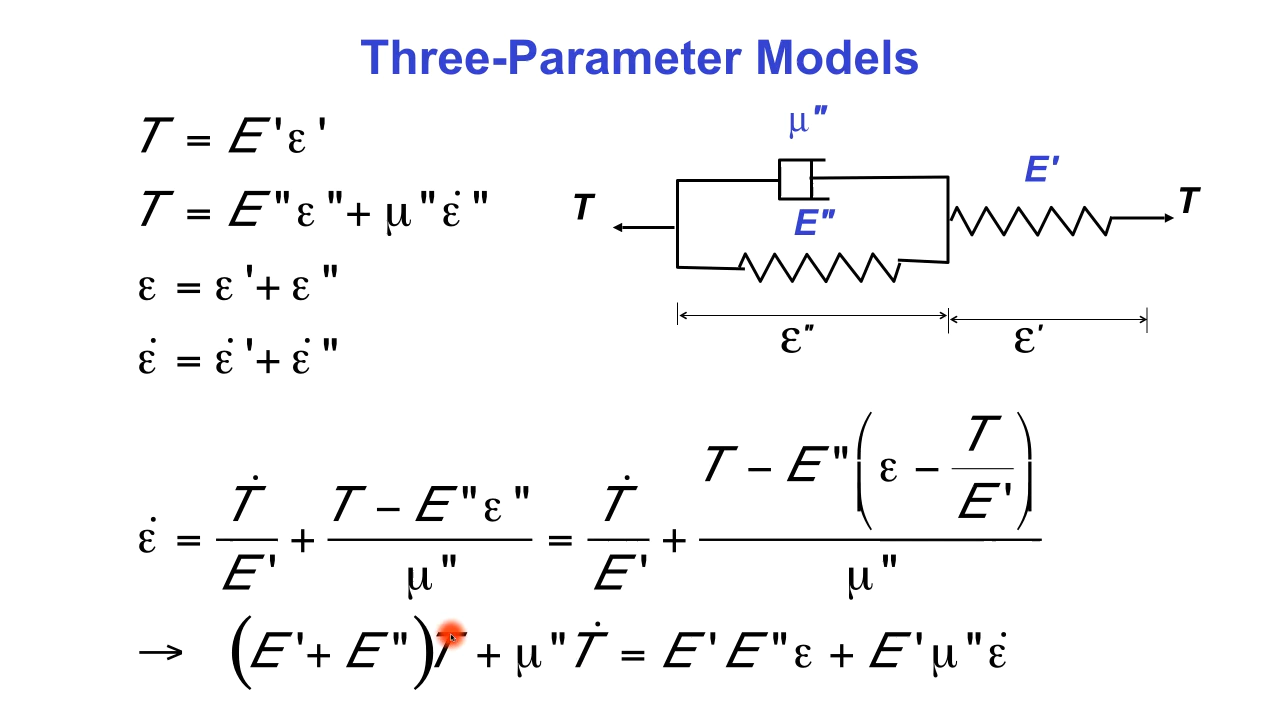 Three-Parameter Models
T = E'ε'
T = E"ε"+ μ"ε̇"
ε = ε'+ ε"
ε̇ = ε̇'+ ε̇"
μ"
E'
T
T
E"
ε"
ε'
ε̇ = Ṫ/E' + (T − E"ε")/μ" = Ṫ/E' + (T − E"(ε − T/E'))/μ"
→ (E'+ E")T + μ"Ṫ = E'E"ε + E'μ"ε̇